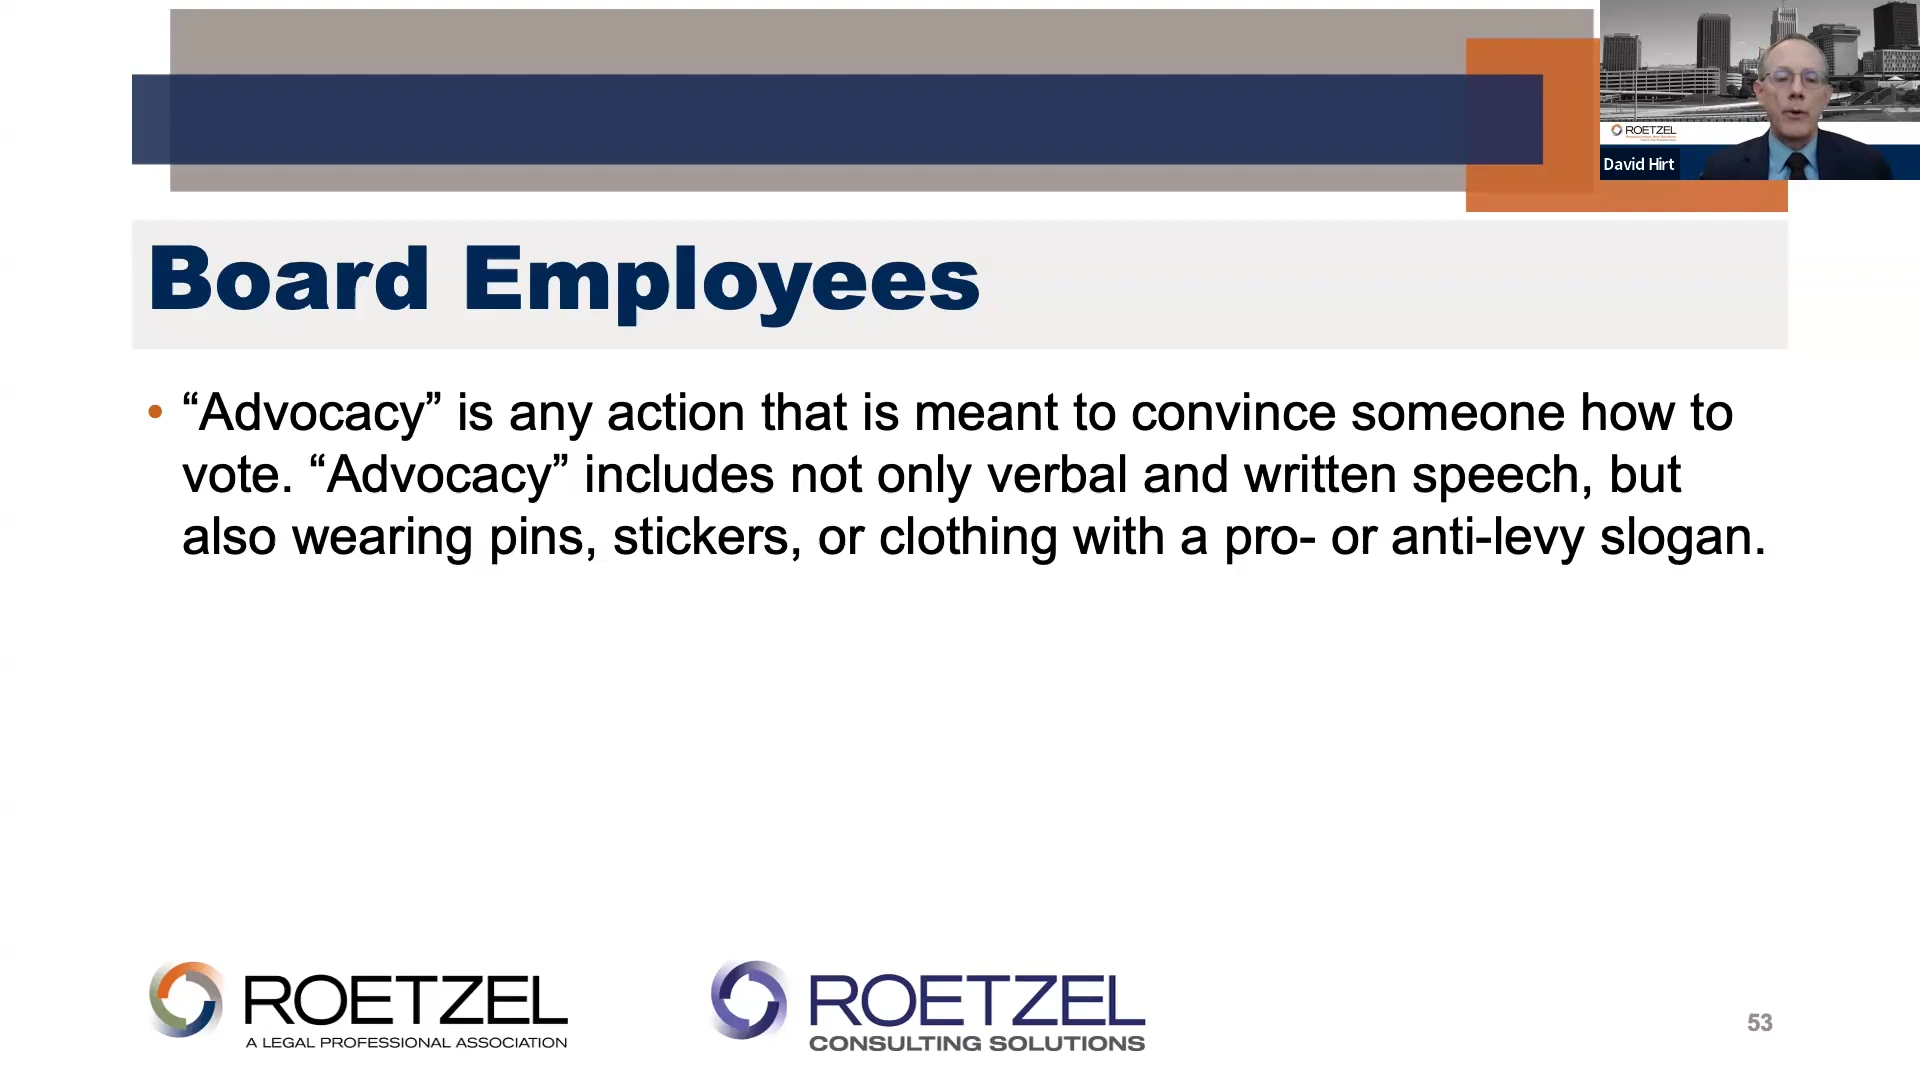 ROETZEL
David Hirt
Board Employees
• “Advocacy” is any action that is meant to convince someone how to
vote. “Advocacy” includes not only verbal and written speech, but
also wearing pins, stickers, or clothing with a pro- or anti-levy slogan.
ROETZEL
A LEGAL PROFESSIONAL ASSOCIATION
ROETZEL
CONSULTING SOLUTIONS
53